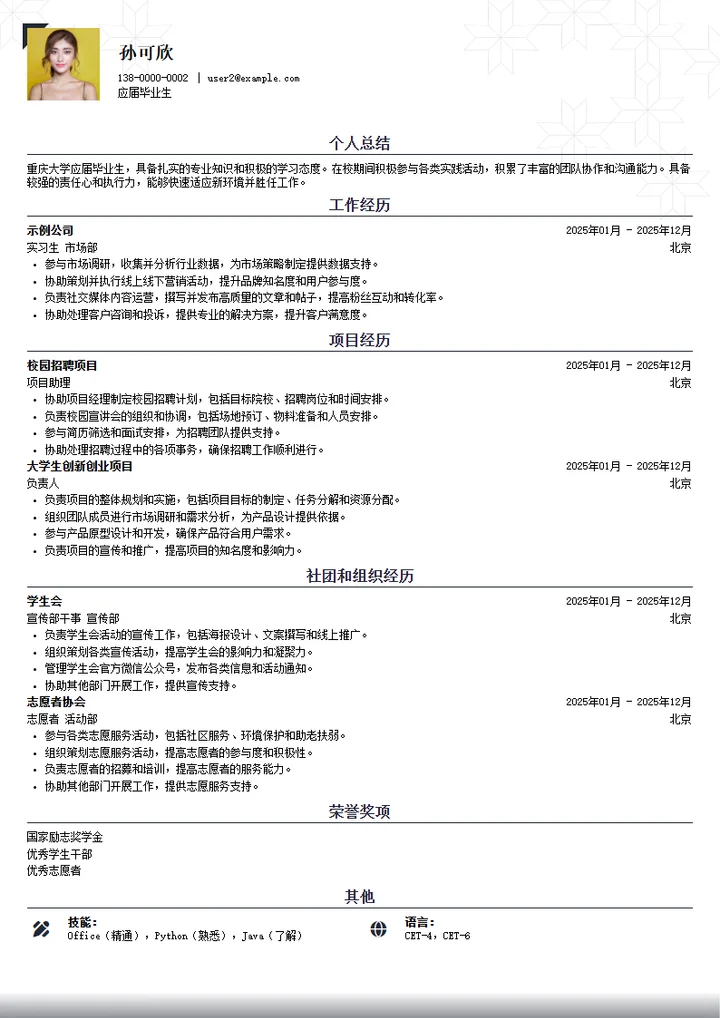 孙可欣
138-0000-0002 | user2@example.com
应届毕业生
个人总结
重庆大学应届毕业生，具备扎实的专业知识和积极的学习态度。在校期间积极参与各类实践活动，积累了丰富的团队协作和沟通能力。具备
较强的责任心和执行力，能够快速适应新环境并胜任工作。
工作经历
示例公司 2025年01月 - 2025年12月
实习生 市场部 北京
• 参与市场调研，收集并分析行业数据，为市场策略制定提供数据支持。
• 协助策划并执行线上线下营销活动，提升品牌知名度和用户参与度。
• 负责社交媒体内容运营，撰写并发布高质量的文章和帖子，提高粉丝互动和转化率。
• 协助处理客户咨询和投诉，提供专业的解决方案，提升客户满意度。
项目经历
校园招聘项目 2025年01月 - 2025年12月
项目助理 北京
• 协助项目经理制定校园招聘计划，包括目标院校、招聘岗位和时间安排。
• 负责校园宣讲会的组织和协调，包括场地预订、物料准备和人员安排。
• 参与简历筛选和面试安排，为招聘团队提供支持。
• 协助处理招聘过程中的各项事务，确保招聘工作顺利进行。
大学生创新创业项目 2025年01月 - 2025年12月
负责人 北京
• 负责项目的整体规划和实施，包括项目目标的制定、任务分解和资源分配。
• 组织团队成员进行市场调研和需求分析，为产品设计提供依据。
• 参与产品原型设计和开发，确保产品符合用户需求。
• 负责项目的宣传和推广，提高项目的知名度和影响力。
社团和组织经历
学生会 2025年01月 - 2025年12月
宣传部干事 宣传部 北京
• 负责学生会活动的宣传工作，包括海报设计、文案撰写和线上推广。
• 组织策划各类宣传活动，提高学生会的影响力和凝聚力。
• 管理学生会官方微信公众号，发布各类信息和活动通知。
• 协助其他部门开展工作，提供宣传支持。
志愿者协会 2025年01月 - 2025年12月
志愿者 活动部 北京
• 参与各类志愿服务活动，包括社区服务、环境保护和助老扶弱。
• 组织策划志愿服务活动，提高志愿者的参与度和积极性。
• 负责志愿者的招募和培训，提高志愿者的服务能力。
• 协助其他部门开展工作，提供志愿服务支持。
荣誉奖项
国家励志奖学金
优秀学生干部
优秀志愿者
其他
技能： 语言：
Office（精通），Python（熟悉），Java（了解） CET-4，CET-6